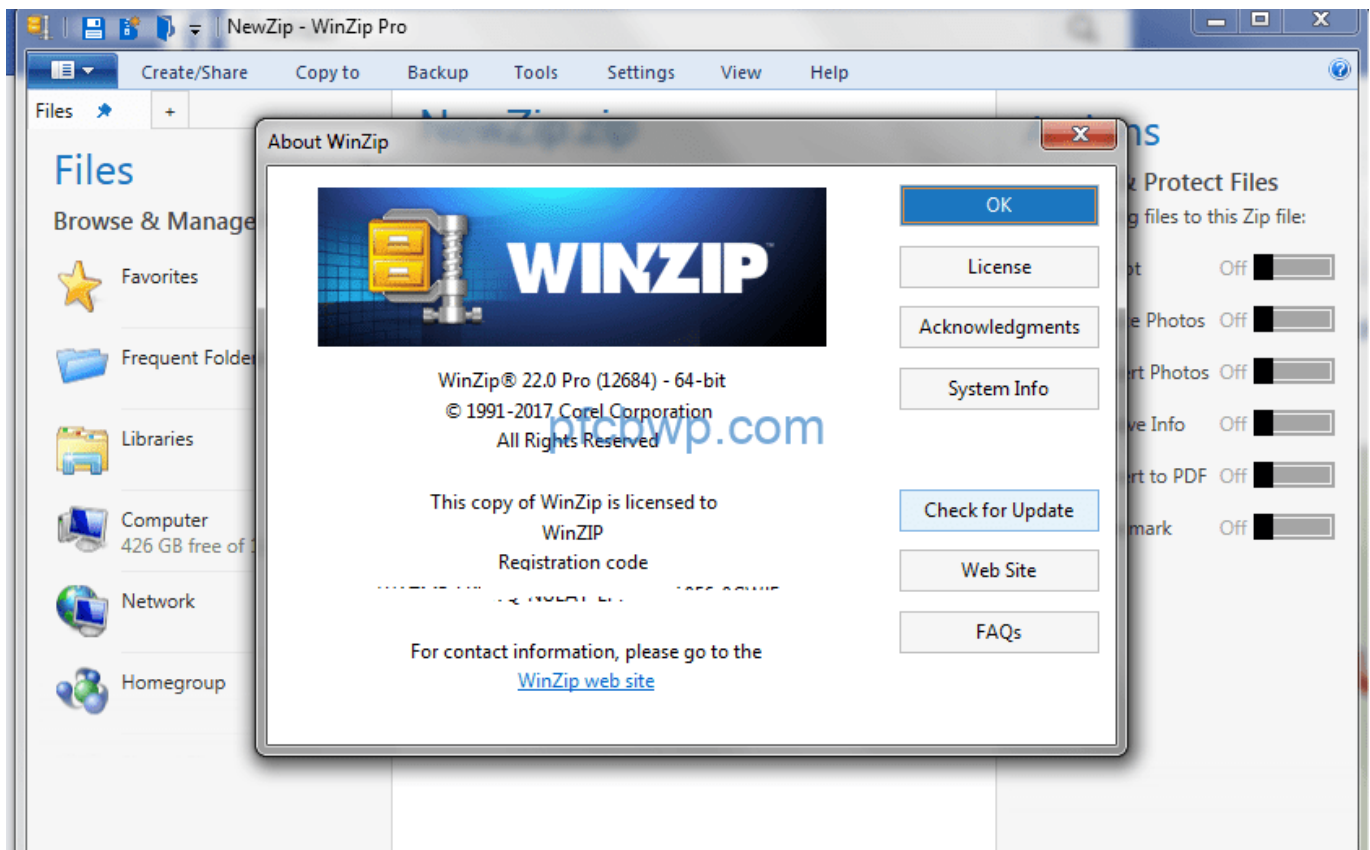 NewZip - WinZip Pro
Create/Share Copy to Backup Tools Settings View Help
Files +
NewZip.zip
Files
Browse & Manage
Favorites
Frequent Folder
Libraries
Computer
426 GB free of
Network
Homegroup
About WinZip
WINZIP
WinZip® 22.0 Pro (12684) - 64-bit
© 1991-2017 Corel Corporation
All Rights Reserved
pfcbwp.com
This copy of WinZip is licensed to
WinZIP
Registration code
For contact information, please go to the
WinZip web site
OK
License
Acknowledgments
System Info
Check for Update
Web Site
FAQs
Protect Files
files to this Zip file:
Off
Photos Off
Photos Off
Info Off
to PDF Off
Off